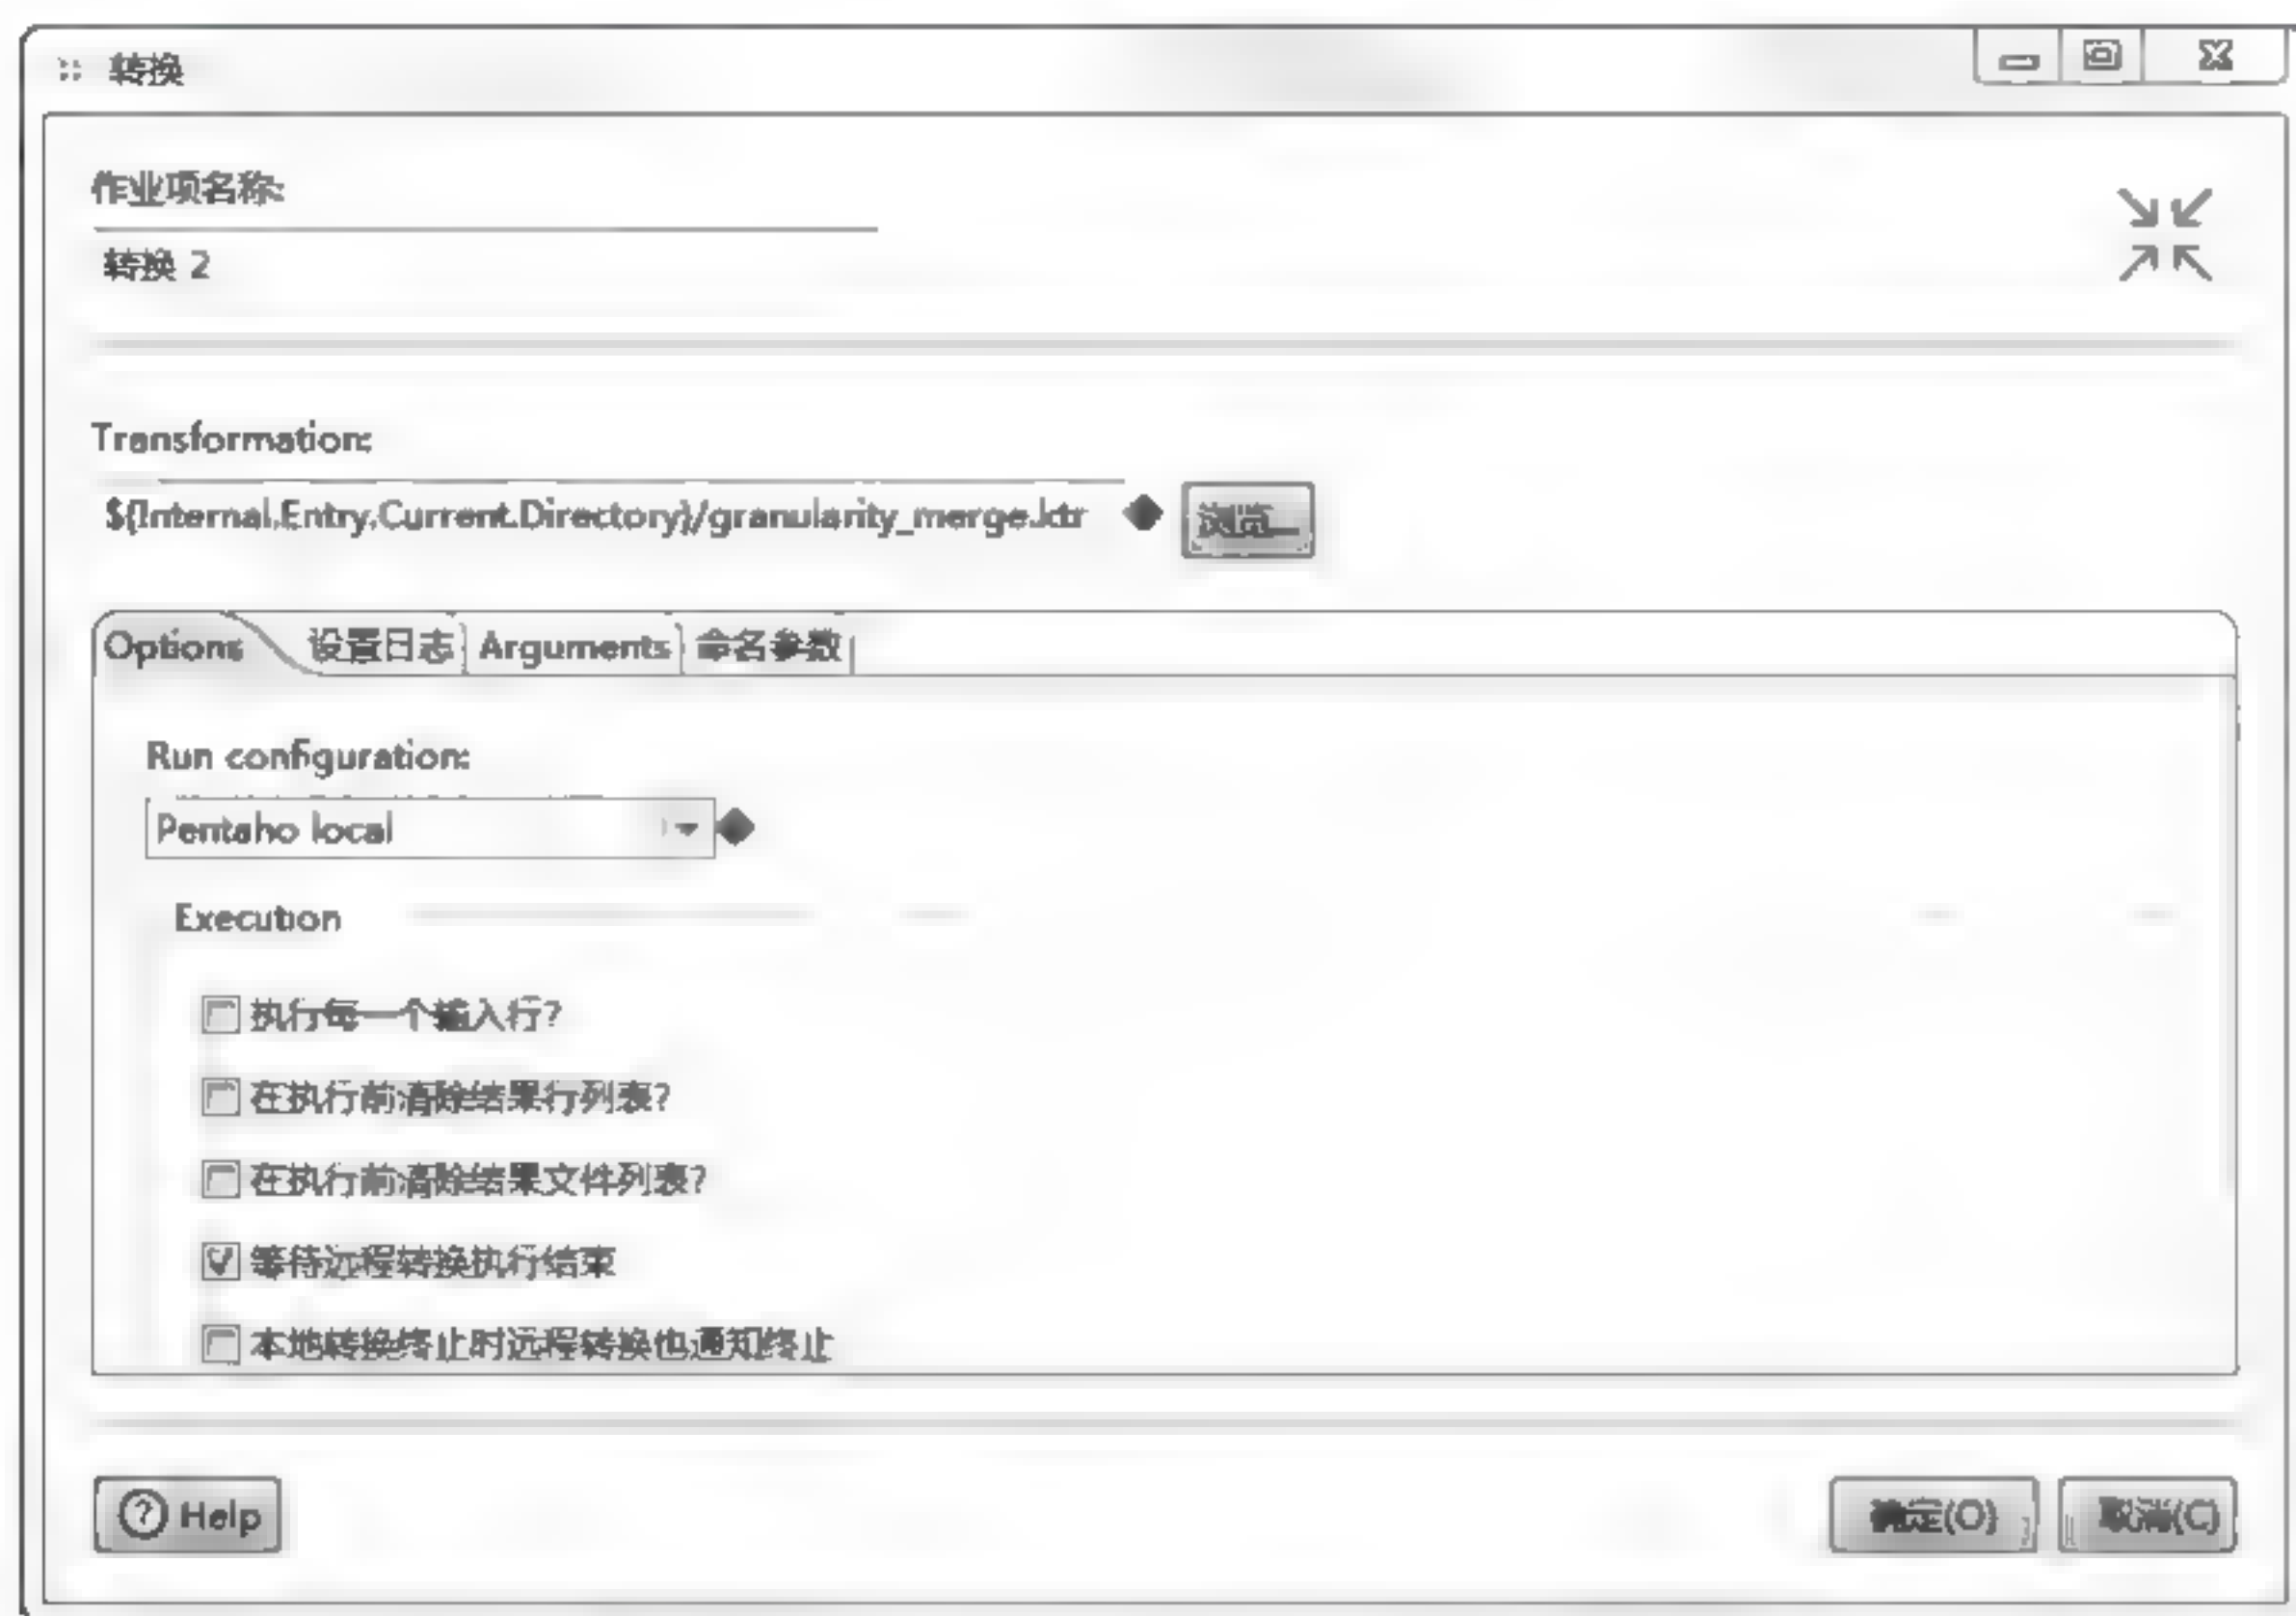 转换
作业项名称:
转换 2
Transformation:
${Internal.Entry.Current.Directory}/granularity_merge.ktr
浏览...
Options 设置日志 Arguments 命名参数
Run configuration:
Pentaho local
Execution
执行每一个输入行?
在执行前清除结果行列表?
在执行前清除结果文件列表?
等待远程转换执行结束
本地转换终止时远程转换也通知终止
Help 确定(O) 取消(C)